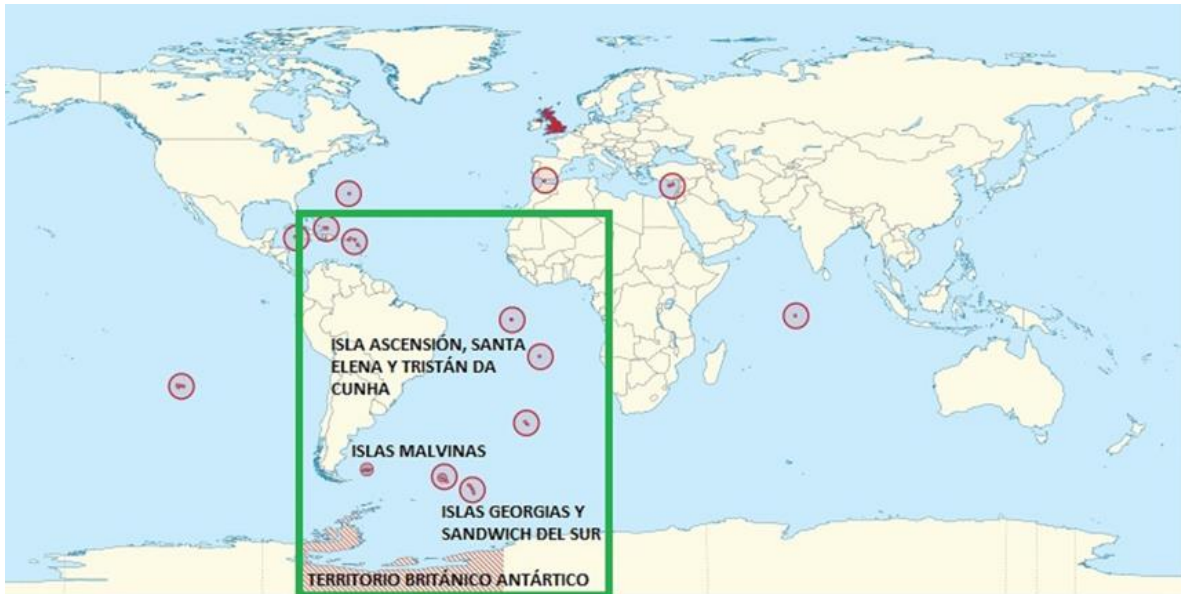 ISLA ASCENSIÓN, SANTA
ELENA Y TRISTÁN DA
CUNHA
ISLAS MALVINAS
ISLAS GEORGIAS Y
SANDWICH DEL SUR
TERRITORIO BRITÁNICO ANTÁRTICO